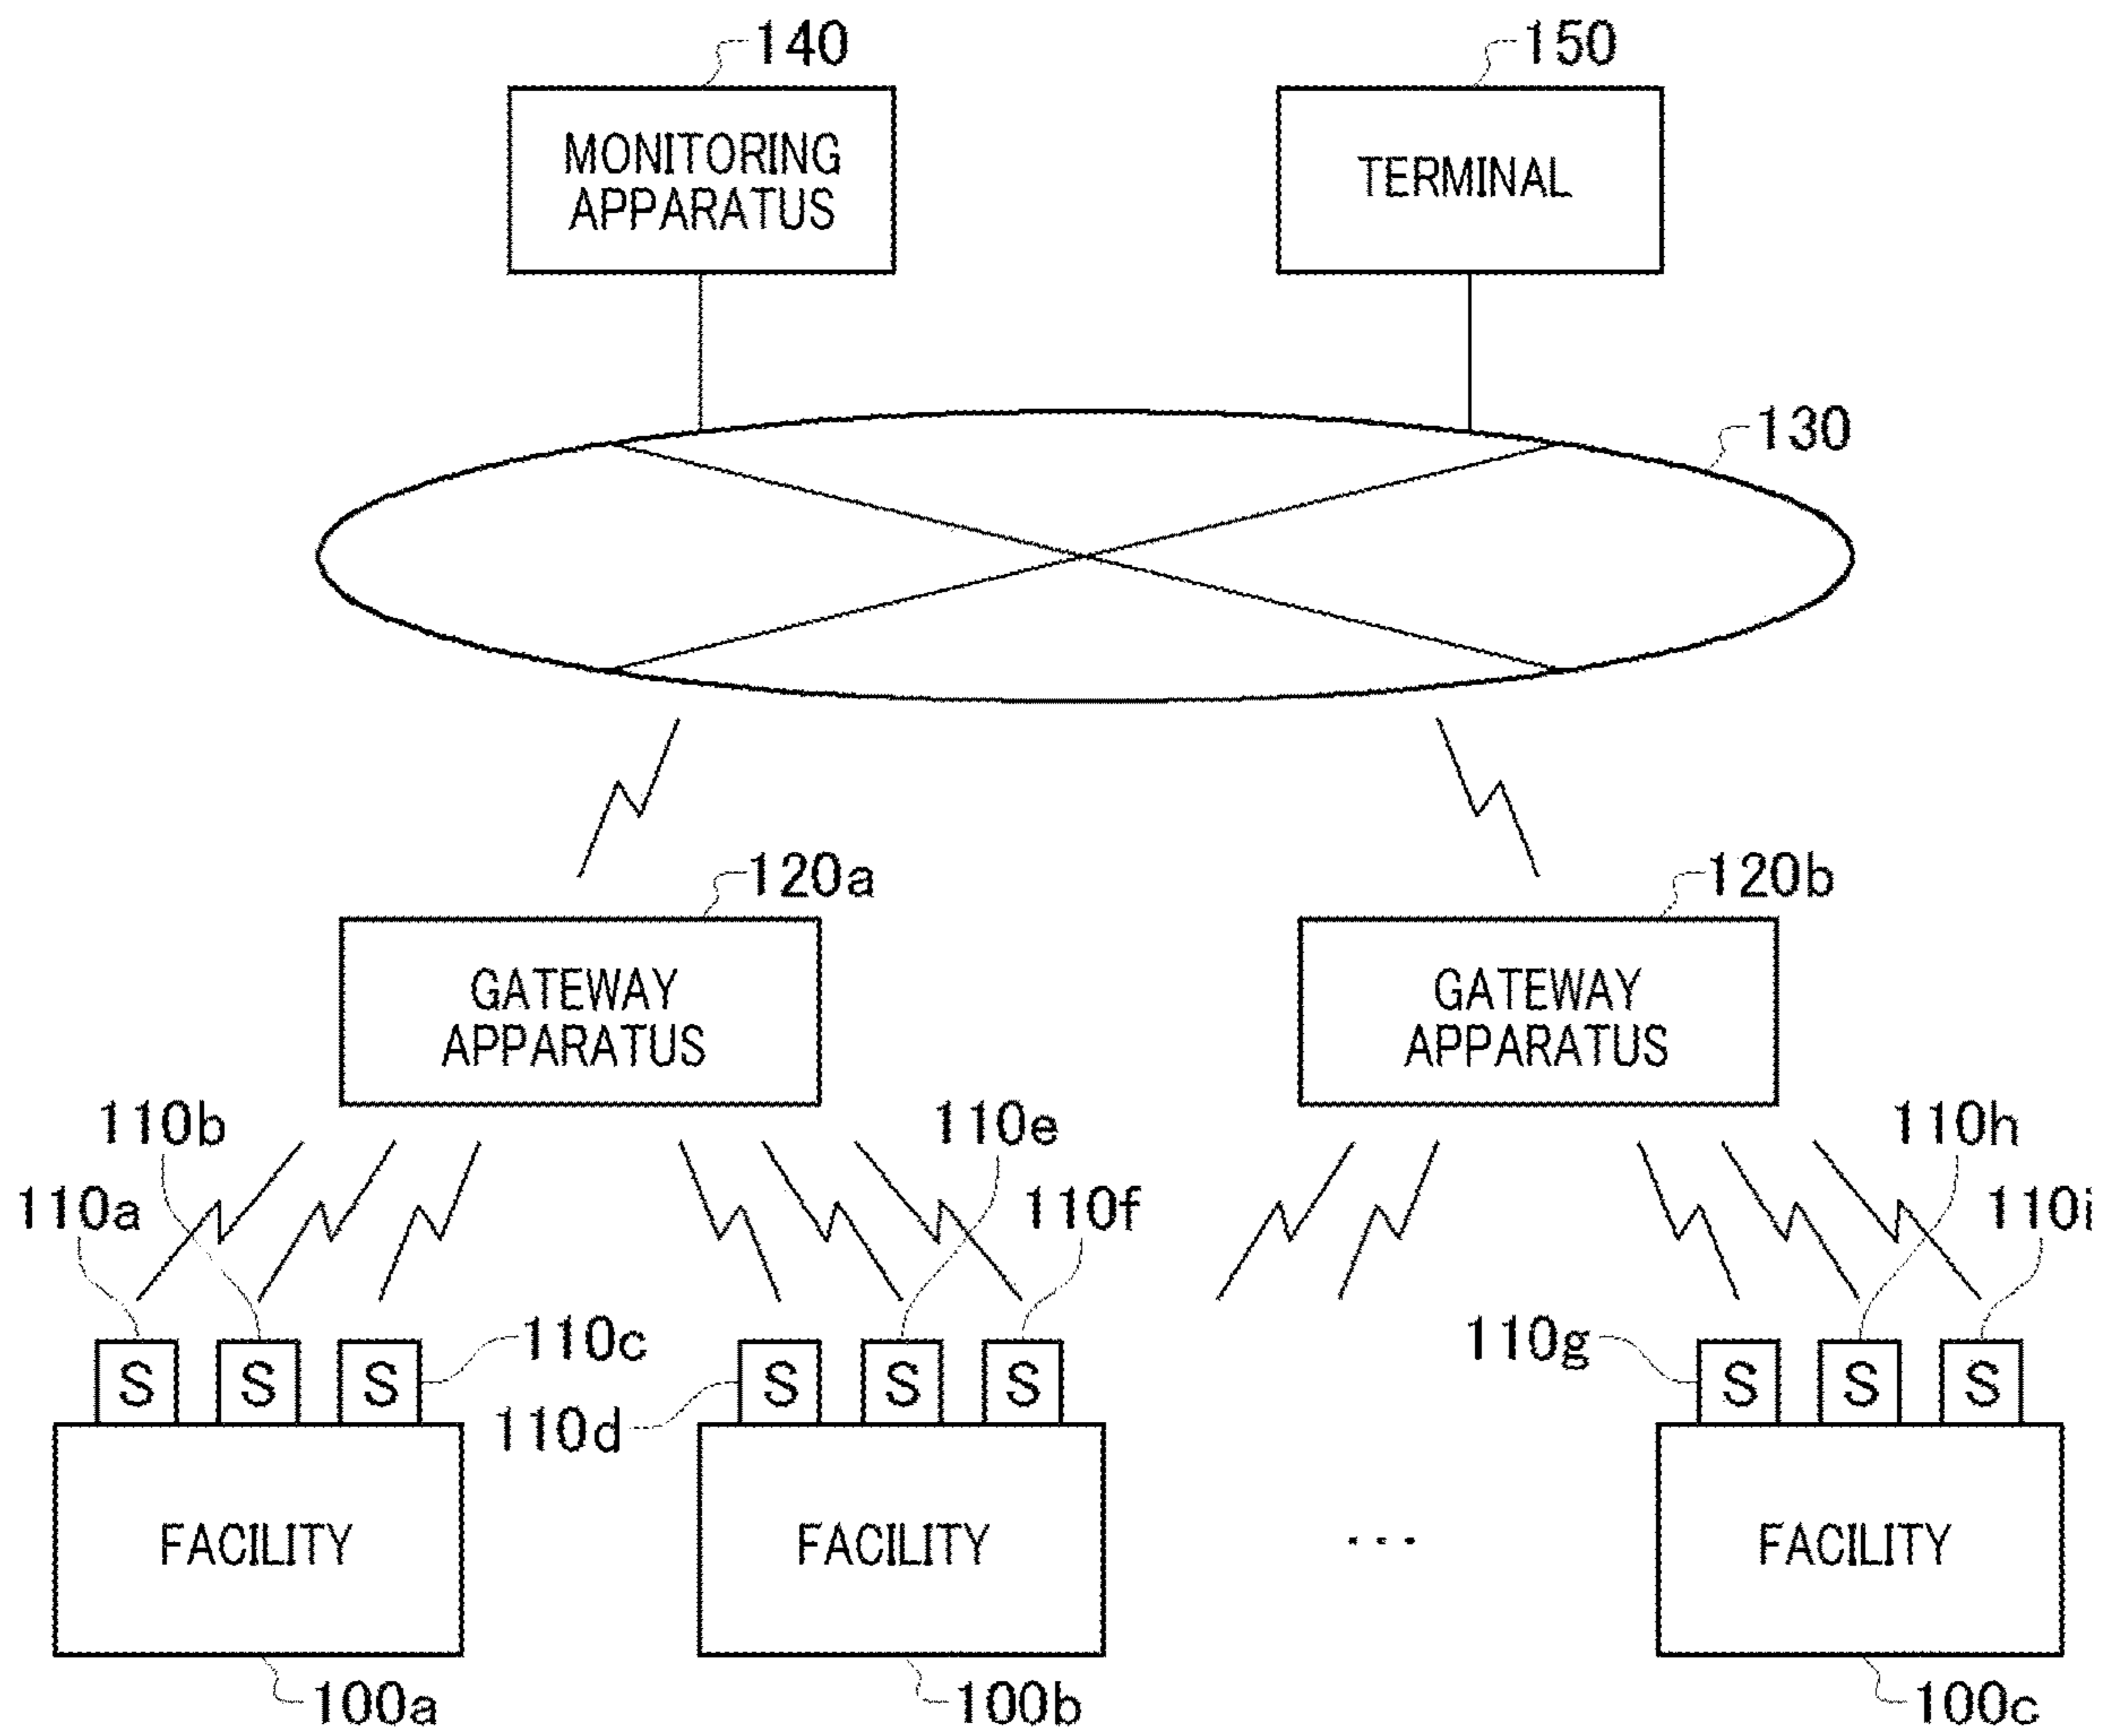 140
150
MONITORING
APPARATUS
TERMINAL
130
120a
120b
GATEWAY
APPARATUS
GATEWAY
APPARATUS
110b
110e
110h
110a
110f
110i
110c
110g
S
S
S
S
S
S
S
S
S
110d
FACILITY
FACILITY
...
FACILITY
100a
100b
100c